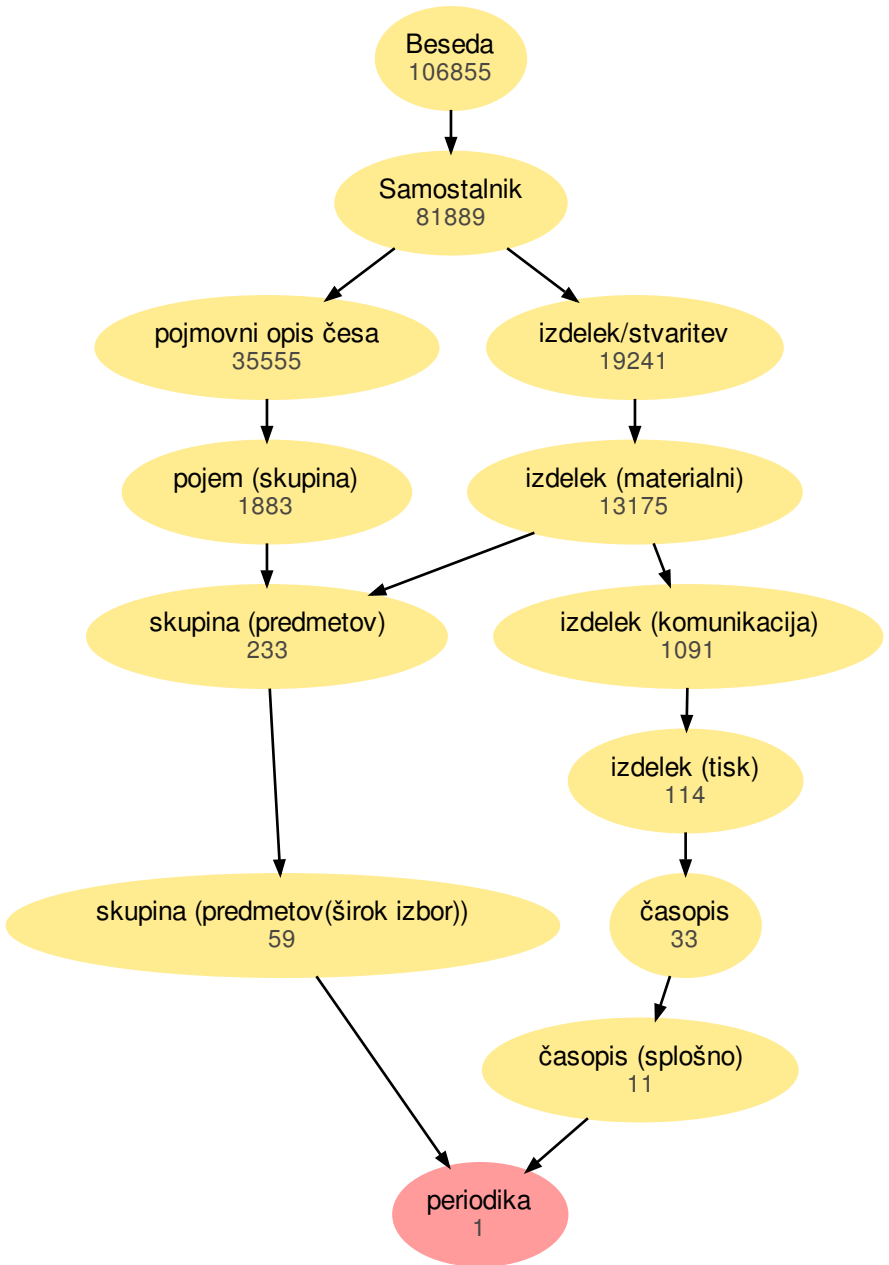 Beseda
106855
Samostalnik
81889
pojmovni opis česa
35555
izdelek/stvaritev
19241
pojem (skupina)
1883
izdelek (materialni)
13175
skupina (predmetov)
233
izdelek (komunikacija)
1091
izdelek (tisk)
114
skupina (predmetov(širok izbor))
59
časopis
33
časopis (splošno)
11
periodika
1